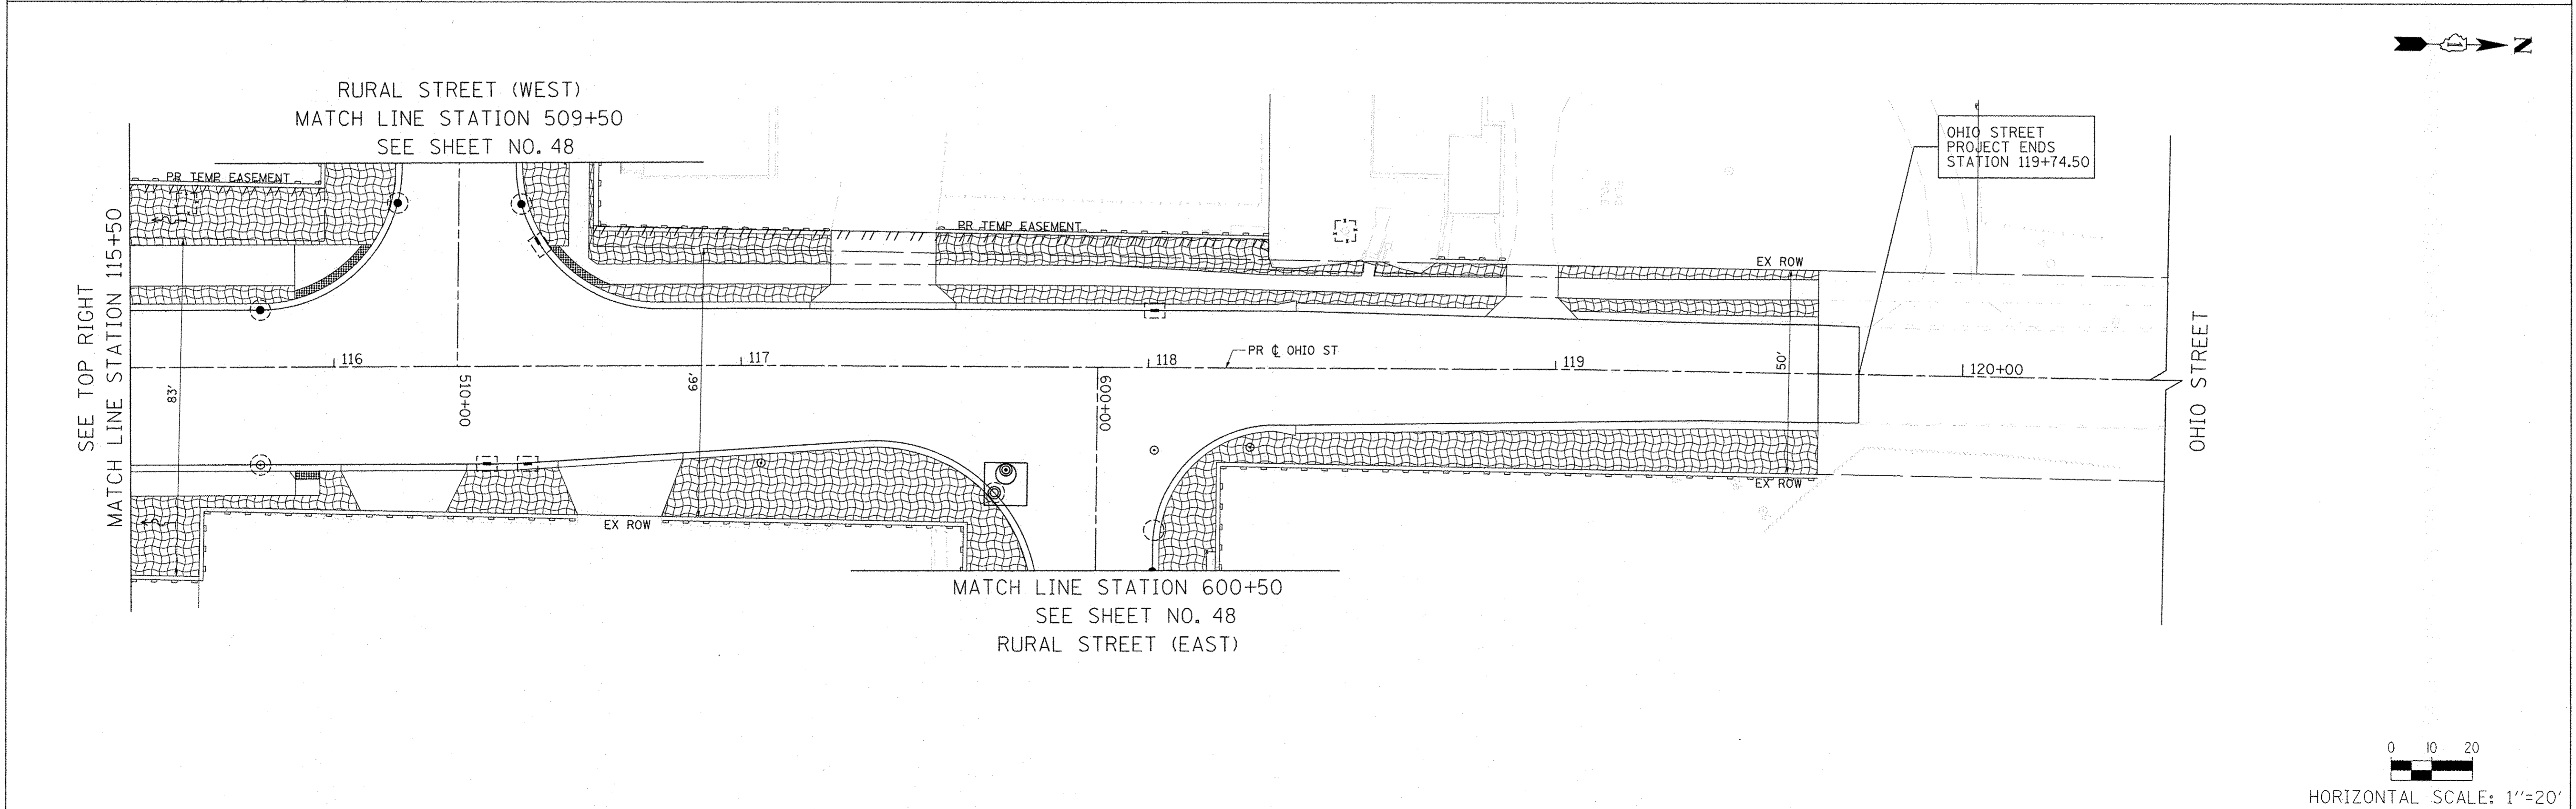 RURAL STREET (WEST)
MATCH LINE STATION 509+50
SEE SHEET NO. 48
N
OHIO STREET
PROJECT ENDS
STATION 119+74.50
PR TEMP EASEMENT
PR TEMP EASEMENT
EX ROW
SEE TOP RIGHT
MATCH LINE STATION 115+50
83'
116
510+00
66'
117
118
600+00
PR ℄ OHIO ST
119
50'
120+00
OHIO STREET
EX ROW
EX ROW
MATCH LINE STATION 600+50
SEE SHEET NO. 48
RURAL STREET (EAST)
0 10 20
HORIZONTAL SCALE: 1"=20'